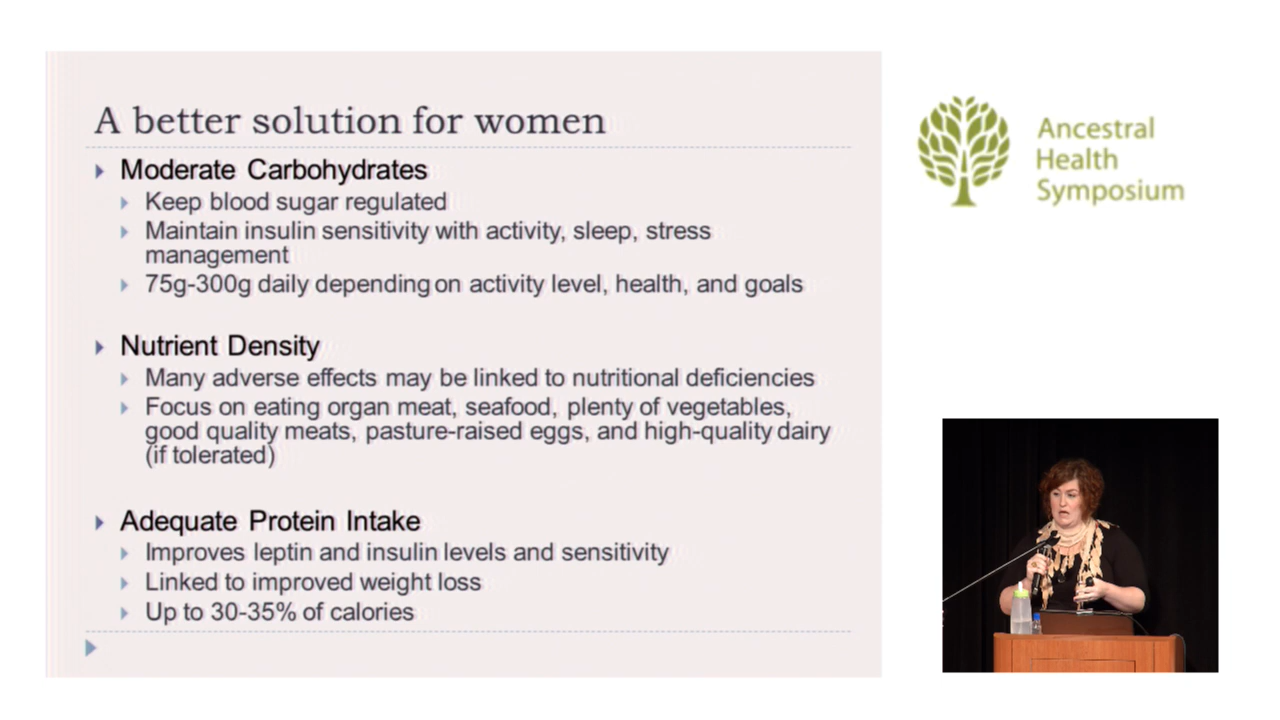 A better solution for women
Moderate Carbohydrates
Keep blood sugar regulated
Maintain insulin sensitivity with activity, sleep, stress
management
75g-300g daily depending on activity level, health, and goals
Nutrient Density
Many adverse effects may be linked to nutritional deficiencies
Focus on eating organ meat, seafood, plenty of vegetables,
good quality meats, pasture-raised eggs, and high-quality dairy
(if tolerated)
Adequate Protein Intake
Improves leptin and insulin levels and sensitivity
Linked to improved weight loss
Up to 30-35% of calories
Ancestral
Health
Symposium